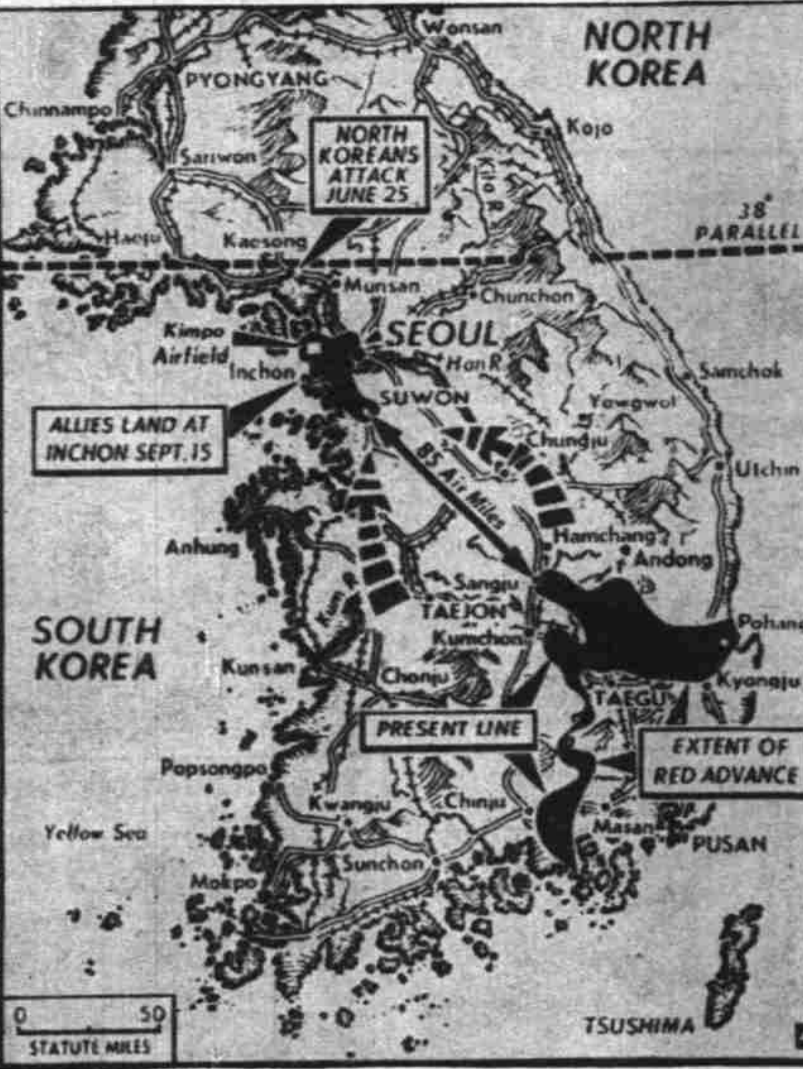 Wonsan
NORTH
KOREA
PYONGYANG
Chinnampo
Kojo
NORTH
KOREANS
ATTACK
JUNE 25
Sariwon
38°
PARALLEL
Haeju
Kaesong
Munsan
Chunchon
Kimpo
Airfield
SEOUL
Han R.
Inchon
Samchok
SUWON
ALLIES LAND AT
INCHON SEPT. 15
Chungju
Utchin
85 Air Miles
Anhung
Hamchang
Andong
Sangju
Kum R.
TAEJON
Kumchon
SOUTH
KOREA
Pohang
Kunsan
Chonju
Kyongju
TAEGU
PRESENT LINE
EXTENT OF
RED ADVANCE
Popsongpo
Kwangju
Chinju
Masan
Yellow Sea
PUSAN
Sunchon
Mokpo
0 50
STATUTE MILES
TSUSHIMA